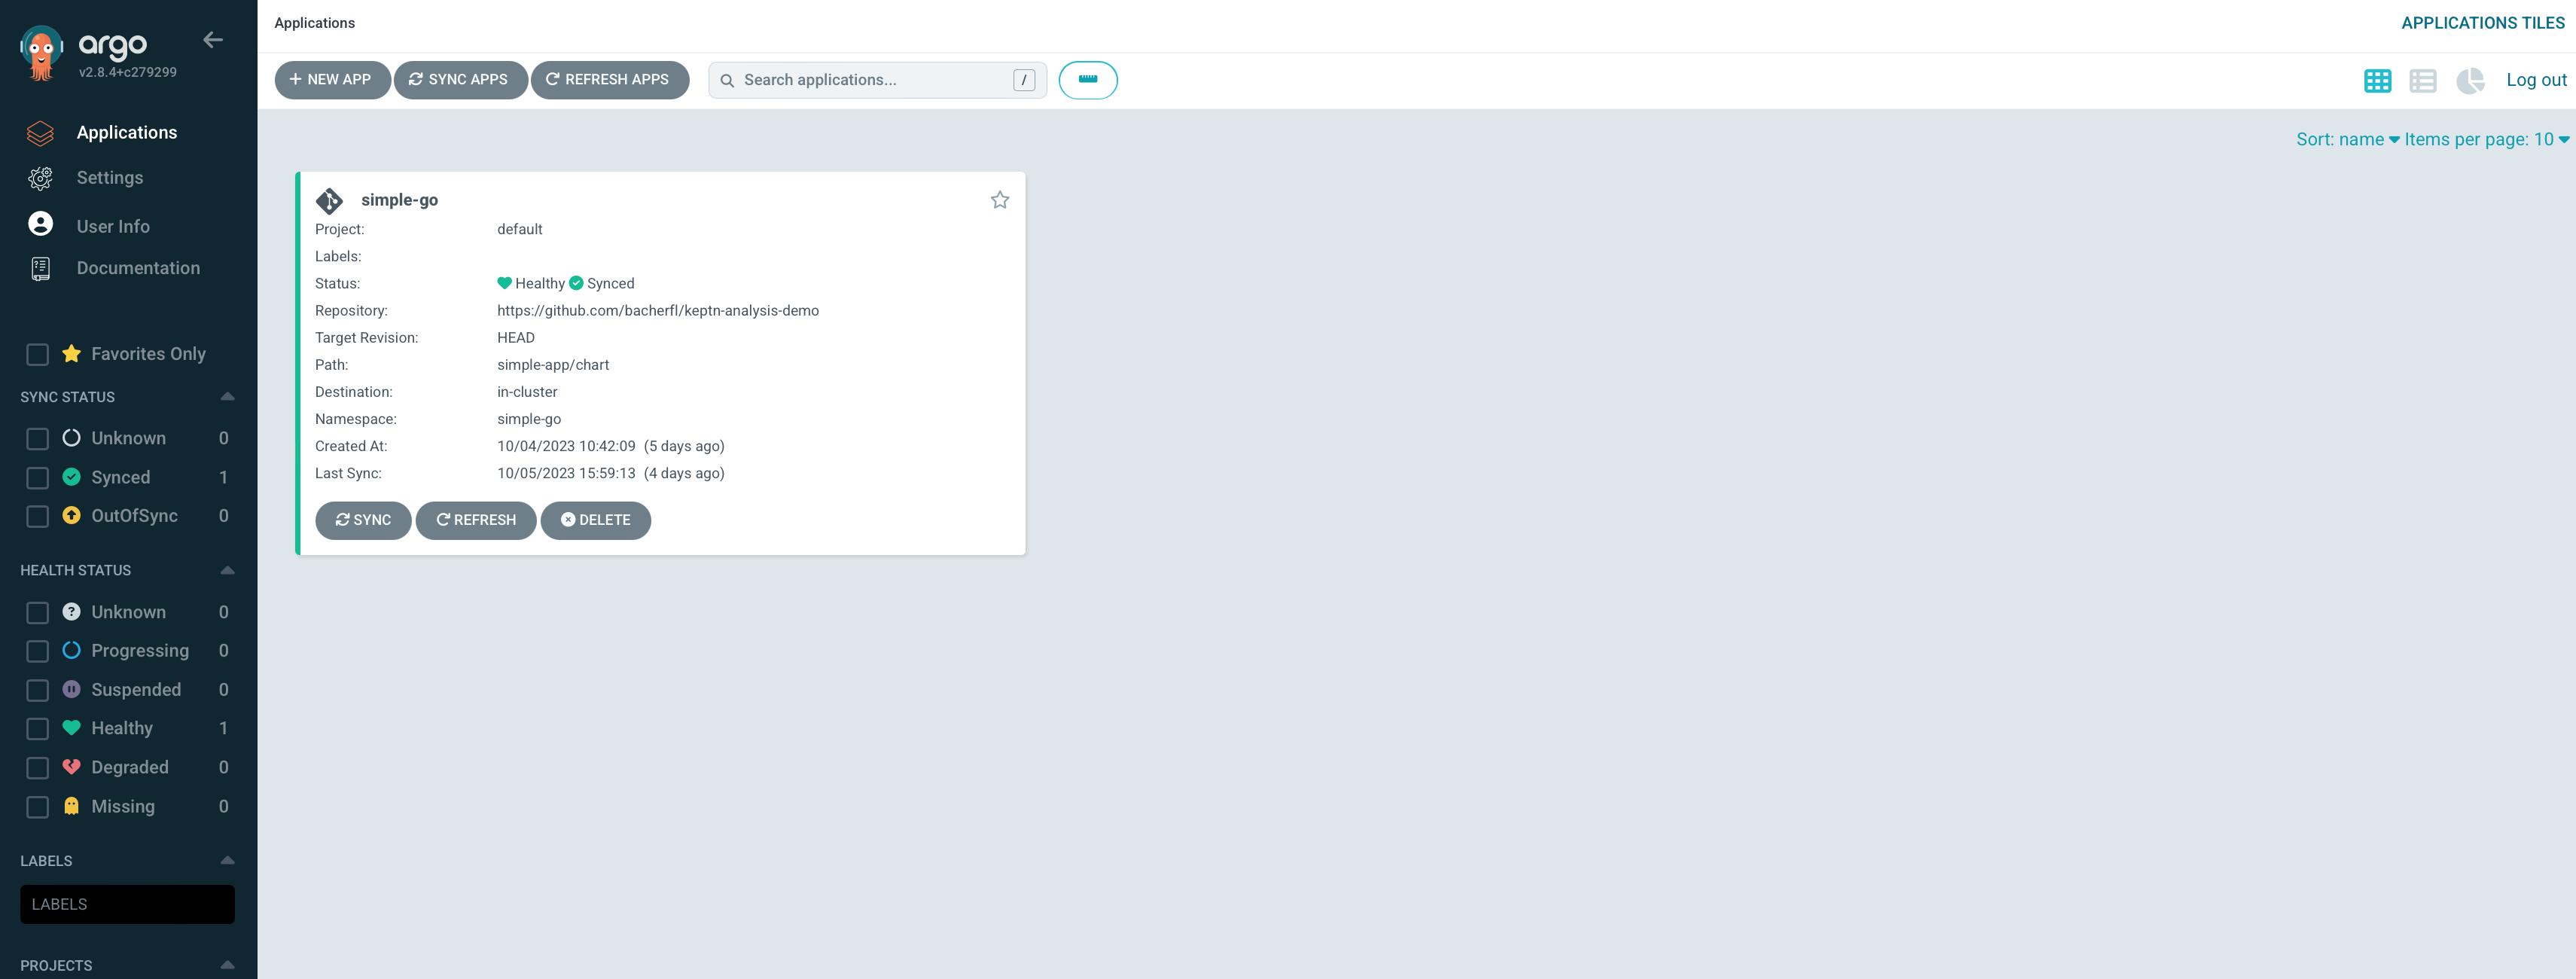 argo
v2.8.4+c279299
Applications
Settings
User Info
Documentation
Favorites Only
SYNC STATUS
Unknown 0
Synced 1
OutOfSync 0
HEALTH STATUS
Unknown 0
Progressing 0
Suspended 0
Healthy 1
Degraded 0
Missing 0
LABELS
LABELS
PROJECTS
Applications
APPLICATIONS TILES
NEW APP SYNC APPS REFRESH APPS Search applications... / Log out
Sort: name Items per page: 10
simple-go
Project: default
Labels:
Status: Healthy Synced
Repository: https://github.com/bacherfl/keptn-analysis-demo
Target Revision: HEAD
Path: simple-app/chart
Destination: in-cluster
Namespace: simple-go
Created At: 10/04/2023 10:42:09 (5 days ago)
Last Sync: 10/05/2023 15:59:13 (4 days ago)
SYNC REFRESH DELETE